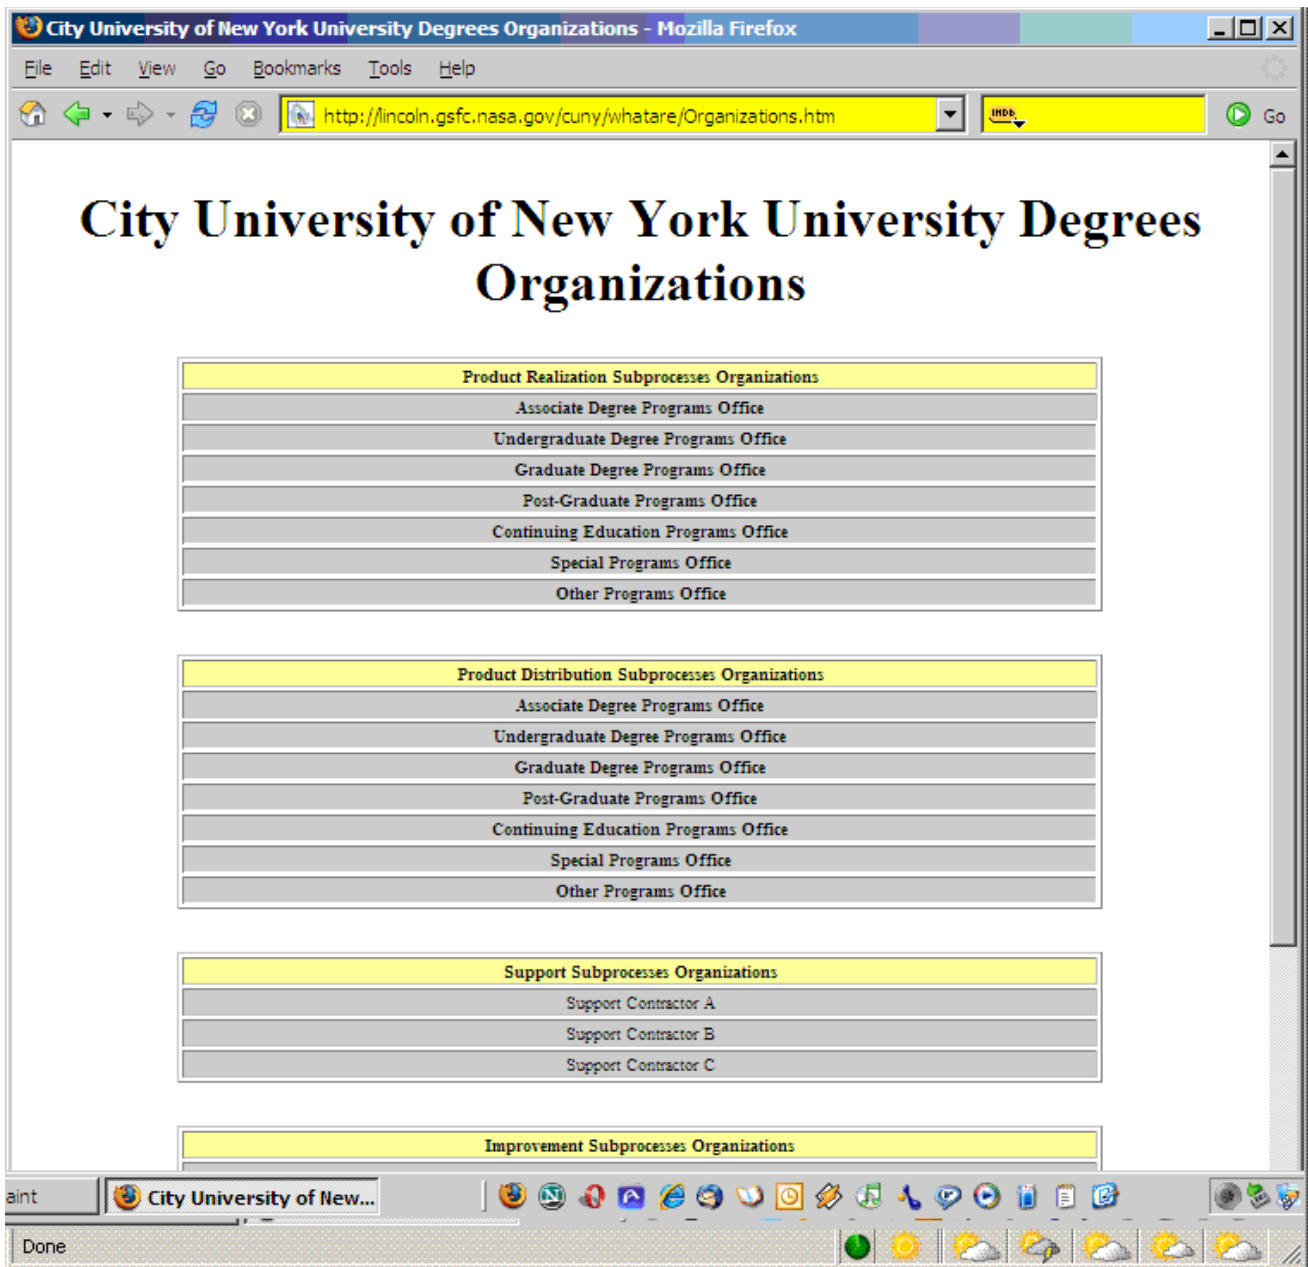 City University of New York University Degrees Organizations - Mozilla Firefox
File Edit View Go Bookmarks Tools Help
http://lincoln.gsfc.nasa.gov/cuny/whatare/Organizations.htm IMDb Go
City University of New York University Degrees
Organizations
Product Realization Subprocesses Organizations
Associate Degree Programs Office
Undergraduate Degree Programs Office
Graduate Degree Programs Office
Post-Graduate Programs Office
Continuing Education Programs Office
Special Programs Office
Other Programs Office
Product Distribution Subprocesses Organizations
Associate Degree Programs Office
Undergraduate Degree Programs Office
Graduate Degree Programs Office
Post-Graduate Programs Office
Continuing Education Programs Office
Special Programs Office
Other Programs Office
Support Subprocesses Organizations
Support Contractor A
Support Contractor B
Support Contractor C
Improvement Subprocesses Organizations
aint City University of New...
Done